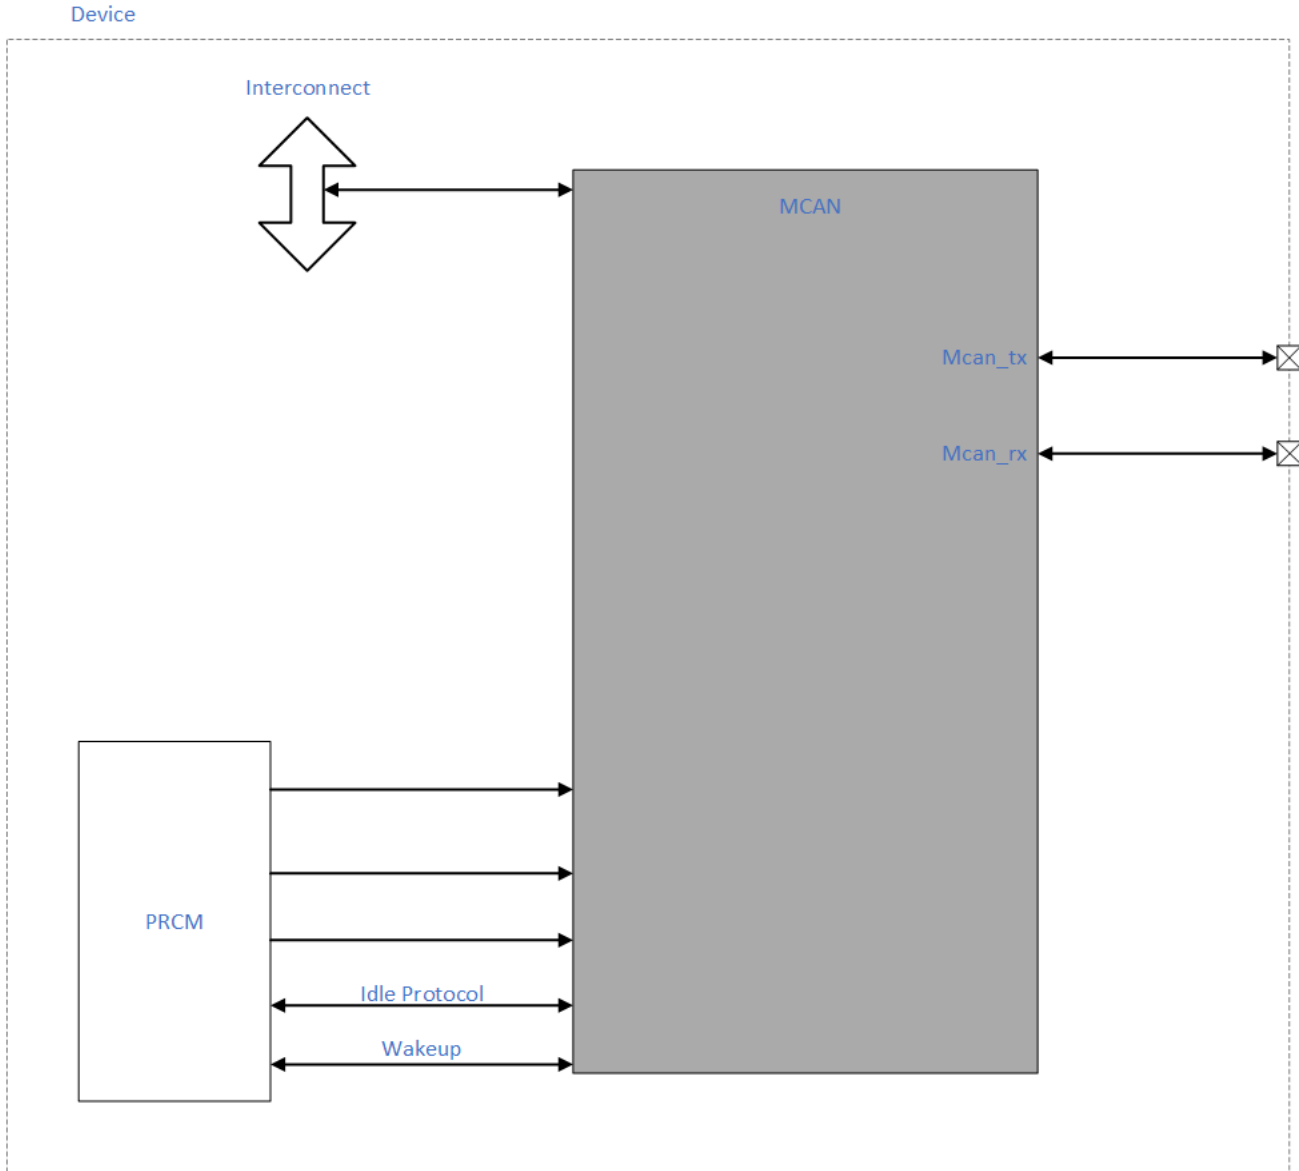 Device
Interconnect
MCAN
Mcan_tx
Mcan_rx
PRCM
Idle Protocol
Wakeup